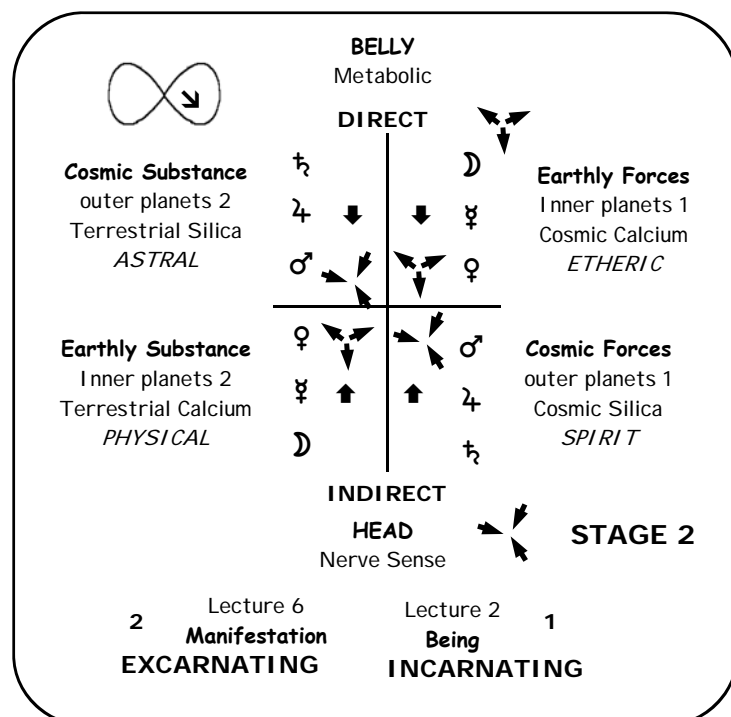 BELLY
Metabolic
DIRECT
Cosmic Substance
outer planets 2
Terrestrial Silica
ASTRAL
♄
♃
♂
☽
☿
♀
Earthly Forces
Inner planets 1
Cosmic Calcium
ETHERIC
Earthly Substance
Inner planets 2
Terrestrial Calcium
PHYSICAL
♀
☿
☽
♂
♃
♄
Cosmic Forces
outer planets 1
Cosmic Silica
SPIRIT
INDIRECT
HEAD
Nerve Sense
STAGE 2
2
Lecture 6
Manifestation
EXCARNATING
Lecture 2
Being
1
INCARNATING